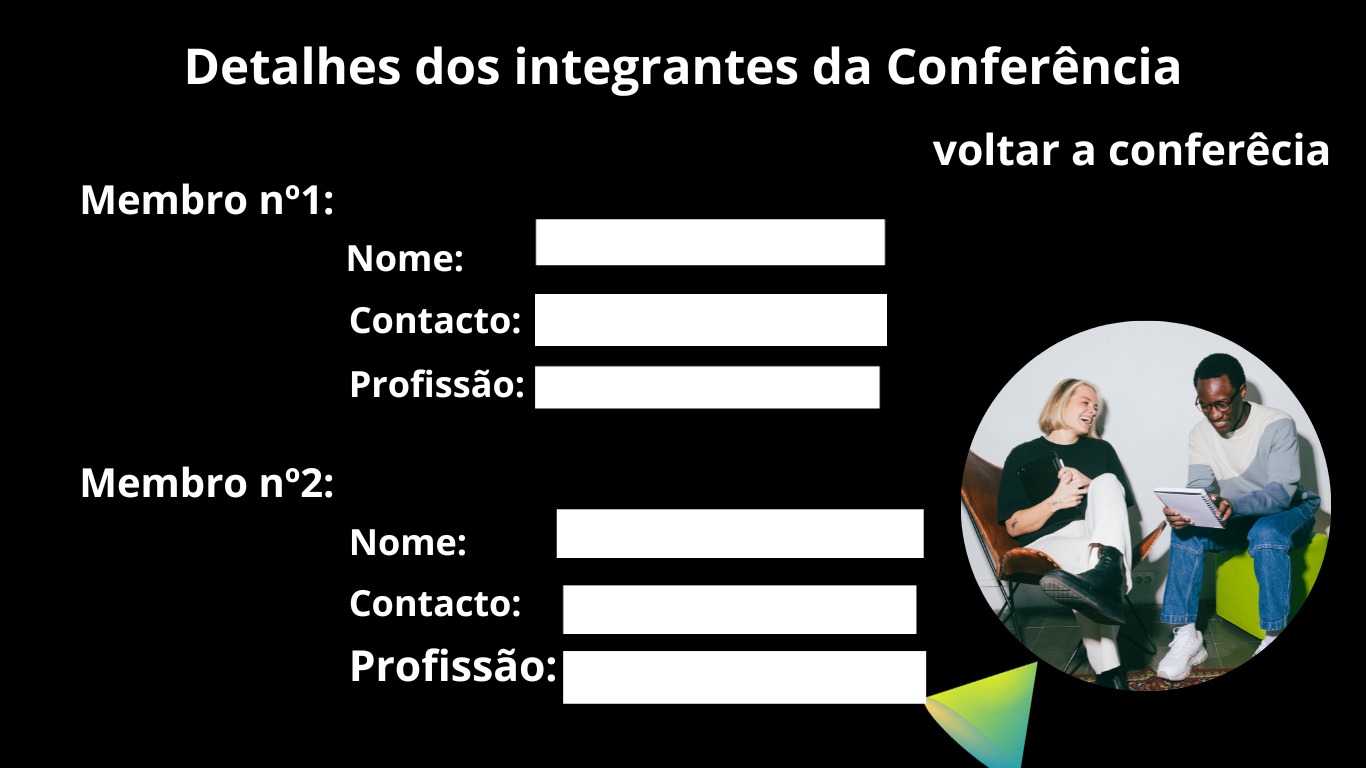 Detalhes dos integrantes da Conferência
voltar a conferêcia
Membro nº1:
Nome:
Contacto:
Profissão:
Membro nº2:
Nome:
Contacto:
Profissão: